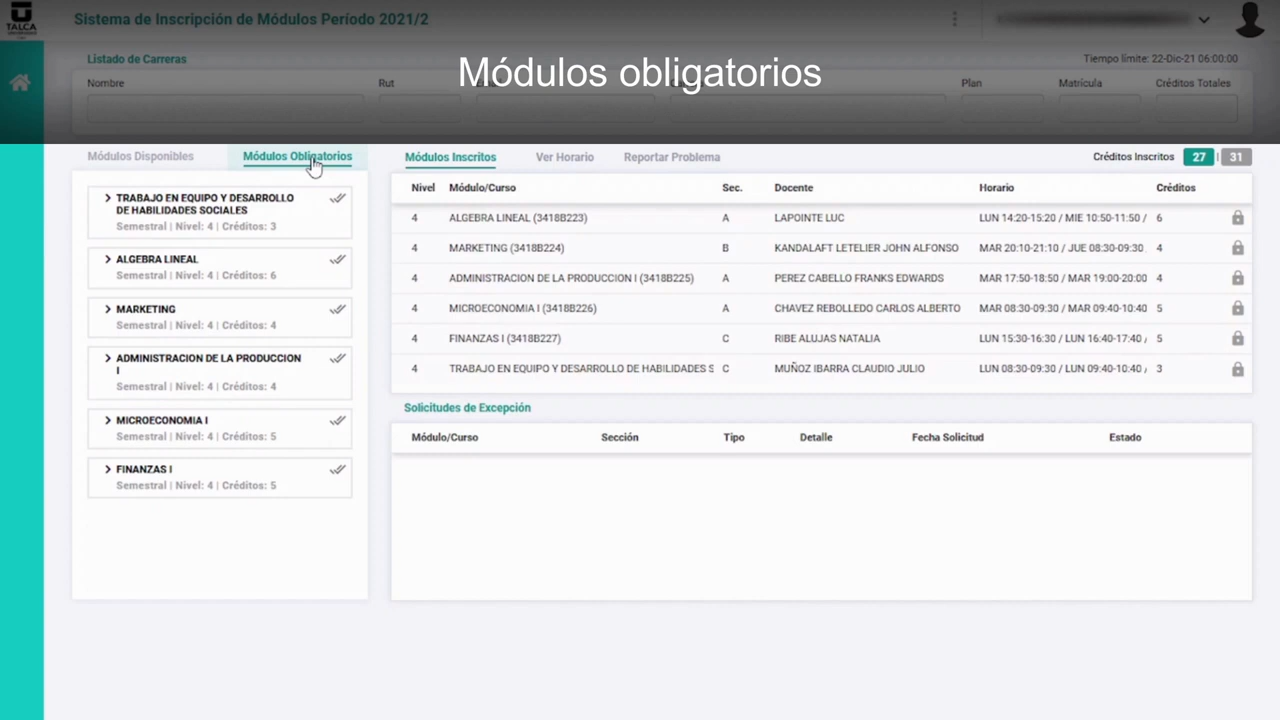 TALCA
Sistema de Inscripción de Módulos Período 2021/2
Listado de Carreras
Tiempo límite: 22-Dic-21 06:00:00
Módulos obligatorios
Nombre
Rut
Plan
Matrícula
Créditos Totales
Módulos Disponibles
Módulos Obligatorios
TRABAJO EN EQUIPO Y DESARROLLO
DE HABILIDADES SOCIALES
Semestral | Nivel: 4 | Créditos: 3
ALGEBRA LINEAL
Semestral | Nivel: 4 | Créditos: 6
MARKETING
Semestral | Nivel: 4 | Créditos: 4
ADMINISTRACION DE LA PRODUCCION
I
Semestral | Nivel: 4 | Créditos: 4
MICROECONOMIA I
Semestral | Nivel: 4 | Créditos: 5
FINANZAS I
Semestral | Nivel: 4 | Créditos: 5
Módulos Inscritos
Ver Horario
Reportar Problema
Créditos Inscritos 27 | 31
Nivel Módulo/Curso Sec. Docente Horario Créditos
4 ALGEBRA LINEAL (3418B223) A LAPOINTE LUC LUN 14:20-15:20 / MIE 10:50-11:50 / 6
4 MARKETING (3418B224) B KANDALAFT LETELIER JOHN ALFONSO MAR 20:10-21:10 / JUE 08:30-09:30 4
4 ADMINISTRACION DE LA PRODUCCION I (3418B225) A PEREZ CABELLO FRANKS EDWARDS MAR 17:50-18:50 / MAR 19:00-20:00 4
4 MICROECONOMIA I (3418B226) A CHAVEZ REBOLLEDO CARLOS ALBERTO MAR 08:30-09:30 / MAR 09:40-10:40 5
4 FINANZAS I (3418B227) C RIBE ALUJAS NATALIA LUN 15:30-16:30 / LUN 16:40-17:40 / 5
4 TRABAJO EN EQUIPO Y DESARROLLO DE HABILIDADES S C MUÑOZ IBARRA CLAUDIO JULIO LUN 08:30-09:30 / LUN 09:40-10:40 / 3
Solicitudes de Excepción
Módulo/Curso Sección Tipo Detalle Fecha Solicitud Estado